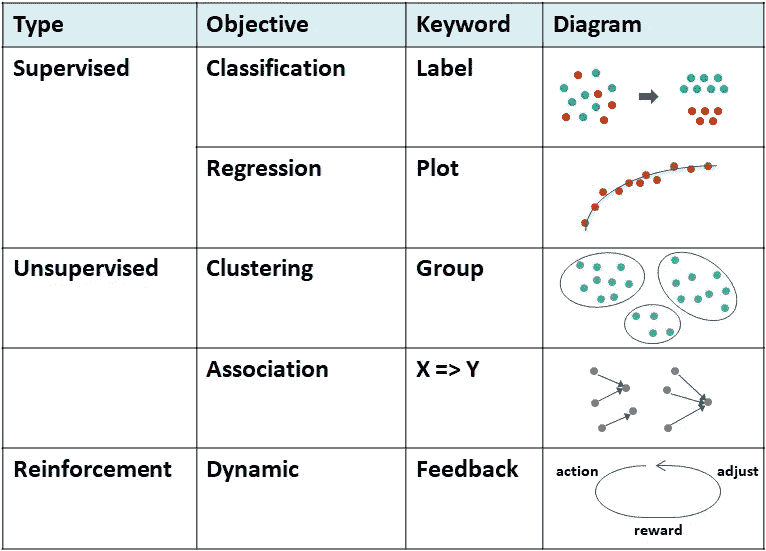 Type Objective Keyword Diagram
Supervised Classification Label
Regression Plot
Unsupervised Clustering Group
Association X => Y
Reinforcement Dynamic Feedback
action adjust
reward